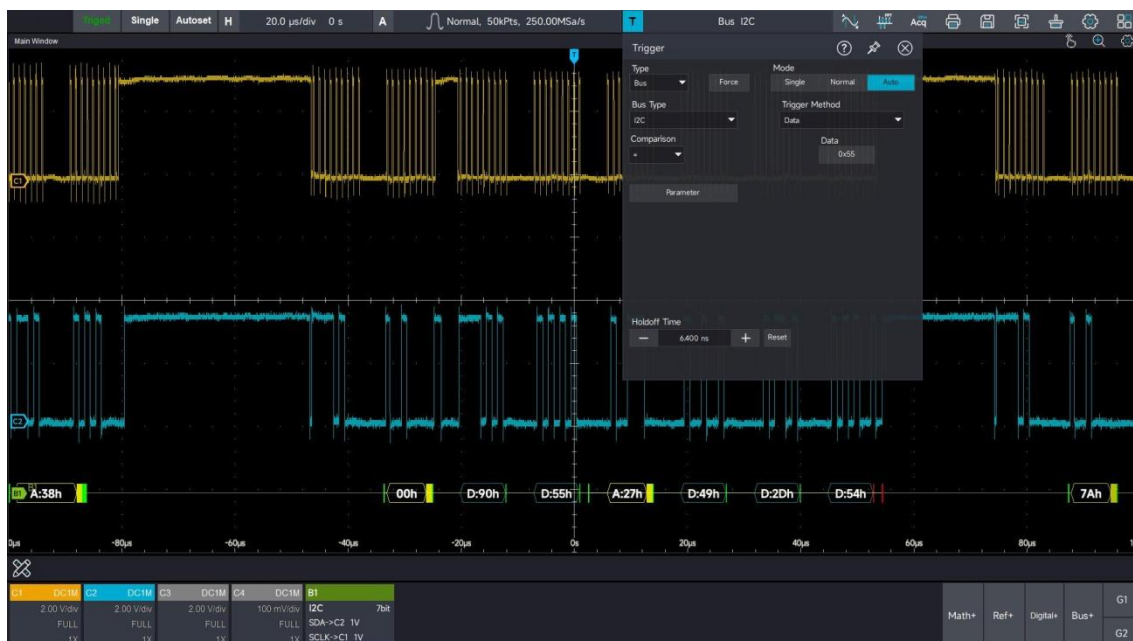 Triged Single Autoset H 20.0 μs/div 0 s A Normal, 50kPts, 250.00MSa/s T Bus I2C Acq
Main Window
T
Trigger
Type Mode
Bus Force Single Normal Auto
Bus Type Trigger Method
I2C Data
Comparison Data
= 0x55
Parameter
C1
Holdoff Time
6.400 ns Reset
C2
B1 B1 A:38h 00h D:90h D:55h A:27h D:49h D:2Dh D:54h 7Ah
0μs -80μs -60μs -40μs -20μs 0s 20μs 40μs 60μs 80μs
C1 DC1M C2 DC1M C3 DC1M C4 DC1M B1
2.00 V/div 2.00 V/div 2.00 V/div 100 mV/div I2C 7bit
FULL FULL FULL FULL SDA->C2 1V
1X 1X 1X 1X SCLK->C1 1V
Math+ Ref+ Digital+ Bus+ G1
G2